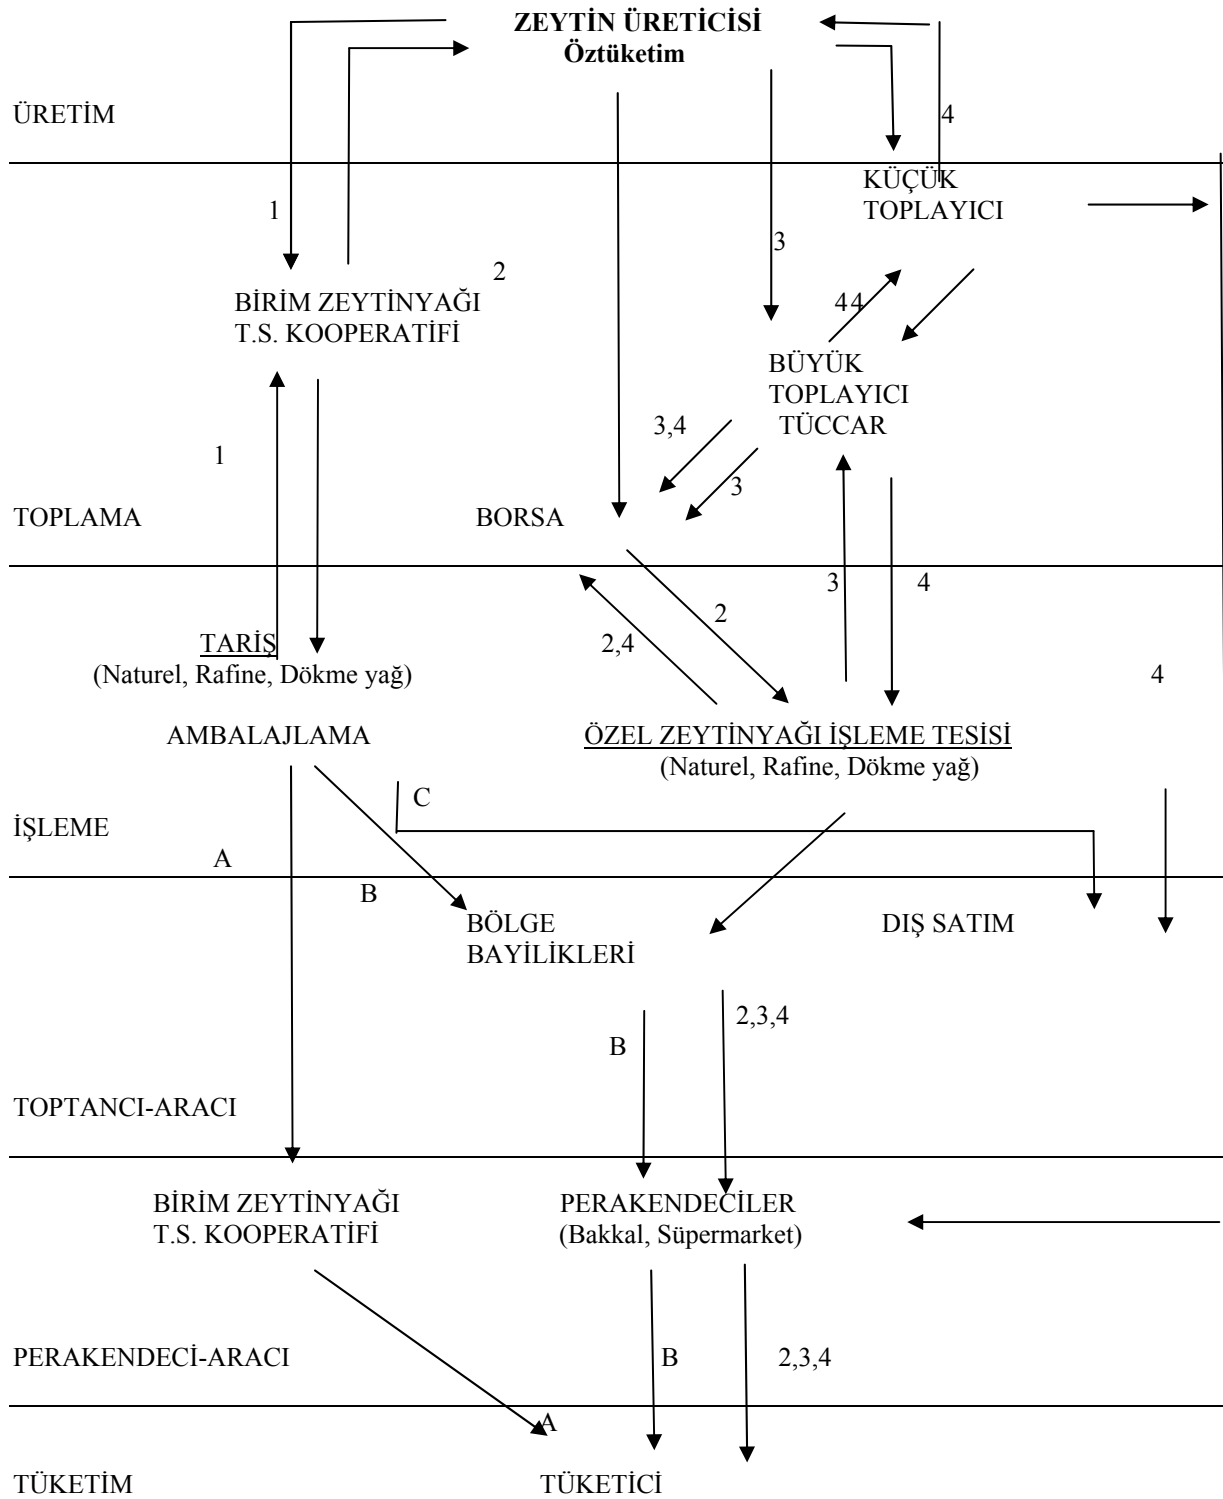 ZEYTİN ÜRETİCİSİ
Öztüketim
ÜRETİM
4
KÜÇÜK
TOPLAYICI
1
3
2
BİRİM ZEYTİNYAĞI
T.S. KOOPERATİFİ
44
BÜYÜK
TOPLAYICI
TÜCCAR
3,4
1
3
TOPLAMA
BORSA
3
4
2
2,4
TARİŞ
(Naturel, Rafine, Dökme yağ)
4
AMBALAJLAMA
ÖZEL ZEYTİNYAĞI İŞLEME TESİSİ
(Naturel, Rafine, Dökme yağ)
C
İŞLEME
A
B
BÖLGE
BAYİLİKLERİ
DIŞ SATIM
2,3,4
B
TOPTANCI-ARACI
BİRİM ZEYTİNYAĞI
T.S. KOOPERATİFİ
PERAKENDECİLER
(Bakkal, Süpermarket)
PERAKENDECİ-ARACI
B
2,3,4
A
TÜKETİM
TÜKETİCİ